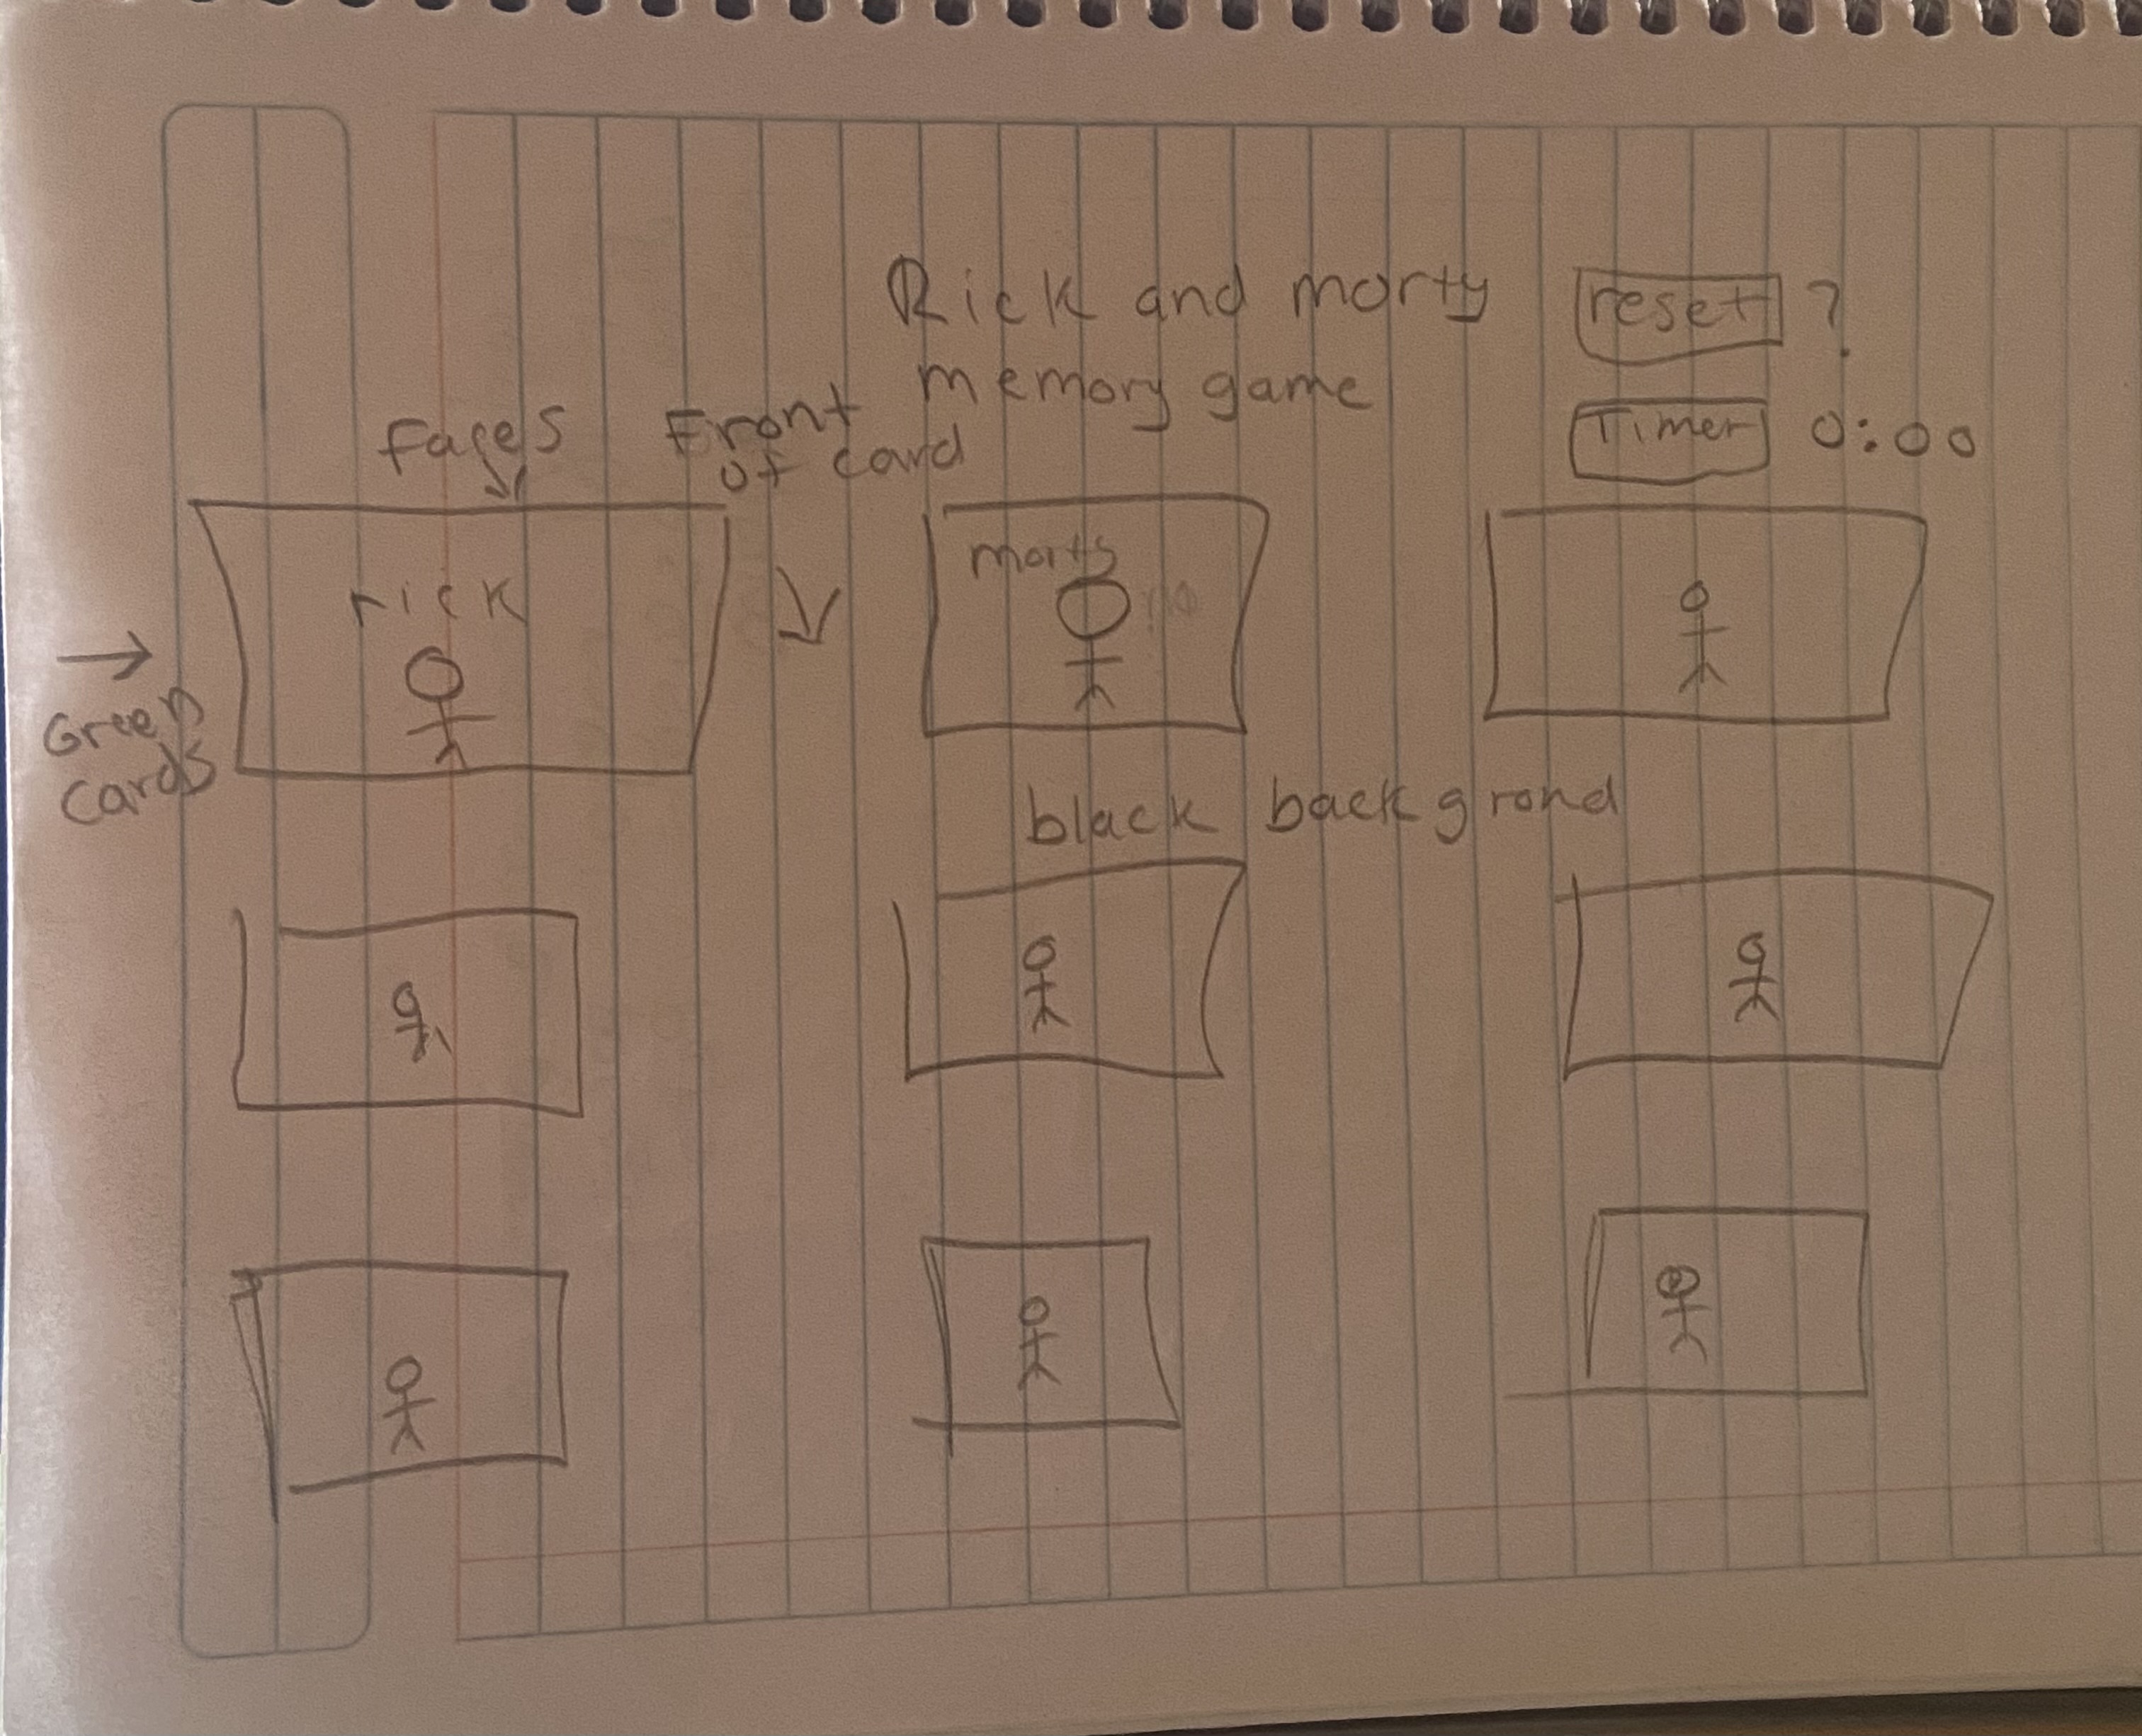 Rick and morty
memory game
reset ?
Timer 0:00
faces
Front
of card
rick
morty
Green
Cards
black backgrond